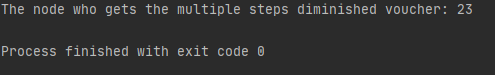 The node who gets the multiple steps diminished voucher: 23
Process finished with exit code 0